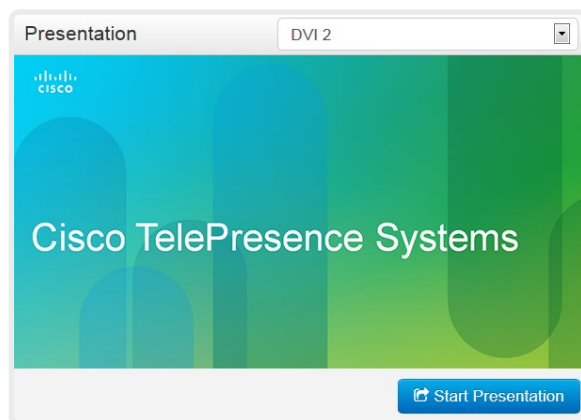 Presentation
DVI 2
CISCO
Cisco TelePresence Systems
Start Presentation